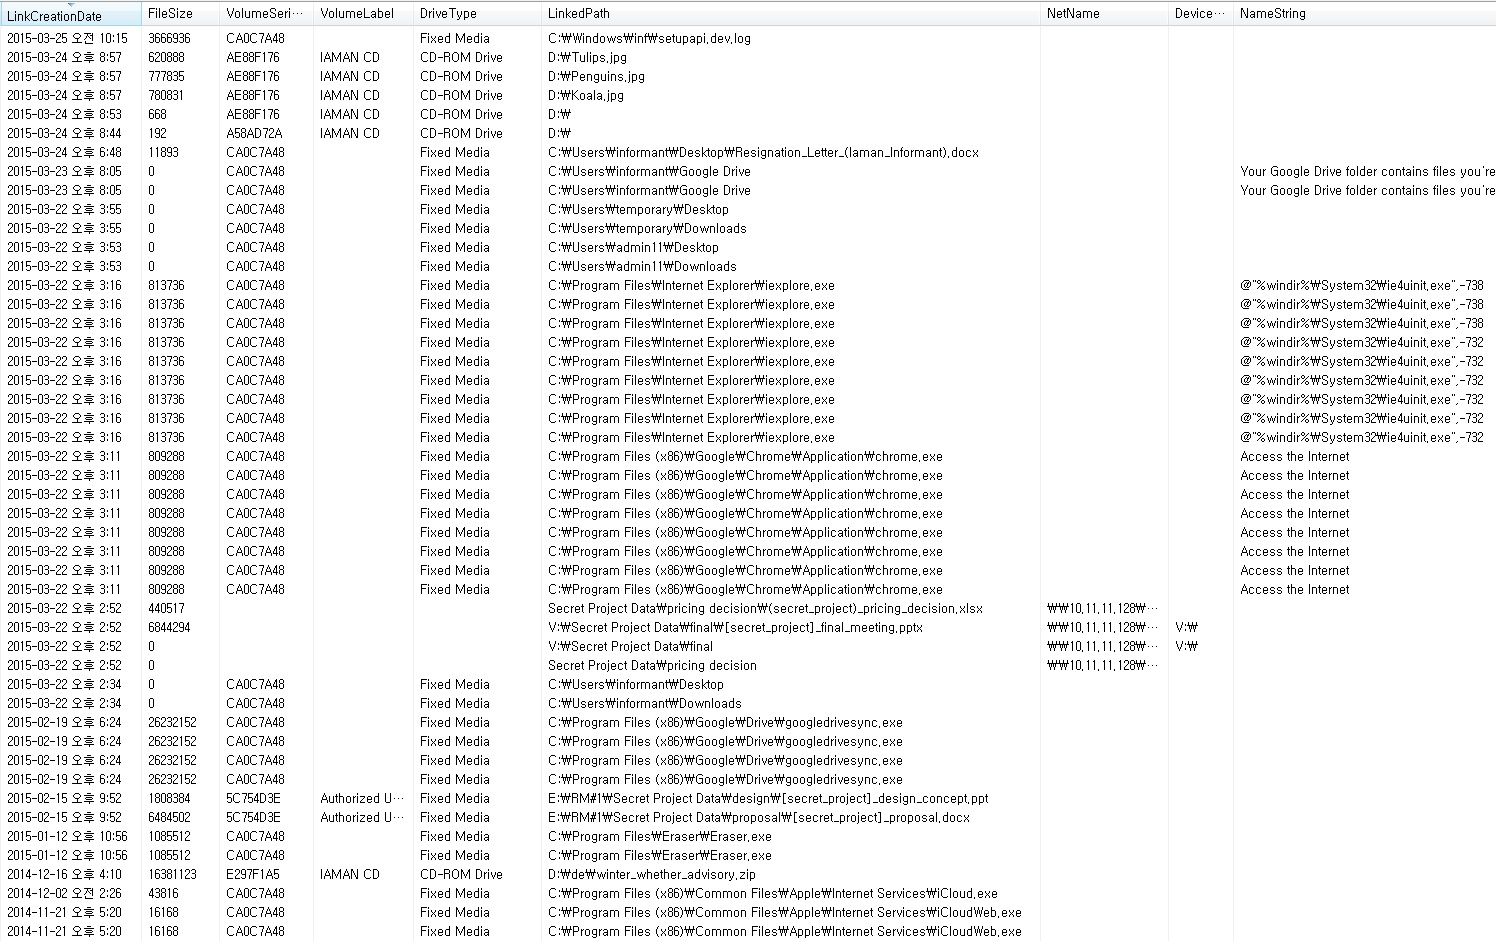 LinkCreationDate FileSize VolumeSeri··· VolumeLabel DriveType LinkedPath NetName Device··· NameString
2015-03-25 오전 10:15 3666936 CA0C7A48 Fixed Media C:₩Windows₩inf₩setupapi.dev.log
2015-03-24 오후 8:57 620888 AE88F176 IAMAN CD CD-ROM Drive D:₩Tulips.jpg
2015-03-24 오후 8:57 777835 AE88F176 IAMAN CD CD-ROM Drive D:₩Penguins.jpg
2015-03-24 오후 8:57 780831 AE88F176 IAMAN CD CD-ROM Drive D:₩Koala.jpg
2015-03-24 오후 8:53 668 AE88F176 IAMAN CD CD-ROM Drive D:₩
2015-03-24 오후 8:44 192 A58AD72A IAMAN CD CD-ROM Drive D:₩
2015-03-24 오후 6:48 11893 CA0C7A48 Fixed Media C:₩Users₩informant₩Desktop₩Resignation_Letter_(Iaman_Informant).docx
2015-03-23 오후 8:05 0 CA0C7A48 Fixed Media C:₩Users₩informant₩Google Drive Your Google Drive folder contains files you're
2015-03-23 오후 8:05 0 CA0C7A48 Fixed Media C:₩Users₩informant₩Google Drive Your Google Drive folder contains files you're
2015-03-22 오후 3:55 0 CA0C7A48 Fixed Media C:₩Users₩temporary₩Desktop
2015-03-22 오후 3:55 0 CA0C7A48 Fixed Media C:₩Users₩temporary₩Downloads
2015-03-22 오후 3:53 0 CA0C7A48 Fixed Media C:₩Users₩admin11₩Desktop
2015-03-22 오후 3:53 0 CA0C7A48 Fixed Media C:₩Users₩admin11₩Downloads
2015-03-22 오후 3:16 813736 CA0C7A48 Fixed Media C:₩Program Files₩Internet Explorer₩iexplore.exe @"%windir%₩System32₩ie4uinit.exe",-738
2015-03-22 오후 3:16 813736 CA0C7A48 Fixed Media C:₩Program Files₩Internet Explorer₩iexplore.exe @"%windir%₩System32₩ie4uinit.exe",-738
2015-03-22 오후 3:16 813736 CA0C7A48 Fixed Media C:₩Program Files₩Internet Explorer₩iexplore.exe @"%windir%₩System32₩ie4uinit.exe",-738
2015-03-22 오후 3:16 813736 CA0C7A48 Fixed Media C:₩Program Files₩Internet Explorer₩iexplore.exe @"%windir%₩System32₩ie4uinit.exe",-732
2015-03-22 오후 3:16 813736 CA0C7A48 Fixed Media C:₩Program Files₩Internet Explorer₩iexplore.exe @"%windir%₩System32₩ie4uinit.exe",-732
2015-03-22 오후 3:16 813736 CA0C7A48 Fixed Media C:₩Program Files₩Internet Explorer₩iexplore.exe @"%windir%₩System32₩ie4uinit.exe",-732
2015-03-22 오후 3:16 813736 CA0C7A48 Fixed Media C:₩Program Files₩Internet Explorer₩iexplore.exe @"%windir%₩System32₩ie4uinit.exe",-732
2015-03-22 오후 3:16 813736 CA0C7A48 Fixed Media C:₩Program Files₩Internet Explorer₩iexplore.exe @"%windir%₩System32₩ie4uinit.exe",-732
2015-03-22 오후 3:16 813736 CA0C7A48 Fixed Media C:₩Program Files₩Internet Explorer₩iexplore.exe @"%windir%₩System32₩ie4uinit.exe",-732
2015-03-22 오후 3:11 809288 CA0C7A48 Fixed Media C:₩Program Files (x86)₩Google₩Chrome₩Application₩chrome.exe Access the Internet
2015-03-22 오후 3:11 809288 CA0C7A48 Fixed Media C:₩Program Files (x86)₩Google₩Chrome₩Application₩chrome.exe Access the Internet
2015-03-22 오후 3:11 809288 CA0C7A48 Fixed Media C:₩Program Files (x86)₩Google₩Chrome₩Application₩chrome.exe Access the Internet
2015-03-22 오후 3:11 809288 CA0C7A48 Fixed Media C:₩Program Files (x86)₩Google₩Chrome₩Application₩chrome.exe Access the Internet
2015-03-22 오후 3:11 809288 CA0C7A48 Fixed Media C:₩Program Files (x86)₩Google₩Chrome₩Application₩chrome.exe Access the Internet
2015-03-22 오후 3:11 809288 CA0C7A48 Fixed Media C:₩Program Files (x86)₩Google₩Chrome₩Application₩chrome.exe Access the Internet
2015-03-22 오후 3:11 809288 CA0C7A48 Fixed Media C:₩Program Files (x86)₩Google₩Chrome₩Application₩chrome.exe Access the Internet
2015-03-22 오후 3:11 809288 CA0C7A48 Fixed Media C:₩Program Files (x86)₩Google₩Chrome₩Application₩chrome.exe Access the Internet
2015-03-22 오후 2:52 440517 Secret Project Data₩pricing decision₩(secret_project)_pricing_decision.xlsx ₩₩10.11.11.128₩···
2015-03-22 오후 2:52 6844294 V:₩Secret Project Data₩final₩[secret_project]_final_meeting.pptx ₩₩10.11.11.128₩··· V:₩
2015-03-22 오후 2:52 0 V:₩Secret Project Data₩final ₩₩10.11.11.128₩··· V:₩
2015-03-22 오후 2:52 0 Secret Project Data₩pricing decision ₩₩10.11.11.128₩···
2015-03-22 오후 2:34 0 CA0C7A48 Fixed Media C:₩Users₩informant₩Desktop
2015-03-22 오후 2:34 0 CA0C7A48 Fixed Media C:₩Users₩informant₩Downloads
2015-02-19 오후 6:24 26232152 CA0C7A48 Fixed Media C:₩Program Files (x86)₩Google₩Drive₩googledrivesync.exe
2015-02-19 오후 6:24 26232152 CA0C7A48 Fixed Media C:₩Program Files (x86)₩Google₩Drive₩googledrivesync.exe
2015-02-19 오후 6:24 26232152 CA0C7A48 Fixed Media C:₩Program Files (x86)₩Google₩Drive₩googledrivesync.exe
2015-02-19 오후 6:24 26232152 CA0C7A48 Fixed Media C:₩Program Files (x86)₩Google₩Drive₩googledrivesync.exe
2015-02-15 오후 9:52 1808384 5C754D3E Authorized U··· Fixed Media E:₩RM#1₩Secret Project Data₩design₩[secret_project]_design_concept.ppt
2015-02-15 오후 9:52 6484502 5C754D3E Authorized U··· Fixed Media E:₩RM#1₩Secret Project Data₩proposal₩[secret_project]_proposal.docx
2015-01-12 오후 10:56 1085512 CA0C7A48 Fixed Media C:₩Program Files₩Eraser₩Eraser.exe
2015-01-12 오후 10:56 1085512 CA0C7A48 Fixed Media C:₩Program Files₩Eraser₩Eraser.exe
2014-12-16 오후 4:10 16381123 E297F1A5 IAMAN CD CD-ROM Drive D:₩de₩winter_whether_advisory.zip
2014-12-02 오전 2:26 43816 CA0C7A48 Fixed Media C:₩Program Files (x86)₩Common Files₩Apple₩Internet Services₩iCloud.exe
2014-11-21 오후 5:20 16168 CA0C7A48 Fixed Media C:₩Program Files (x86)₩Common Files₩Apple₩Internet Services₩iCloudWeb.exe
2014-11-21 오후 5:20 16168 CA0C7A48 Fixed Media C:₩Program Files (x86)₩Common Files₩Apple₩Internet Services₩iCloudWeb.exe